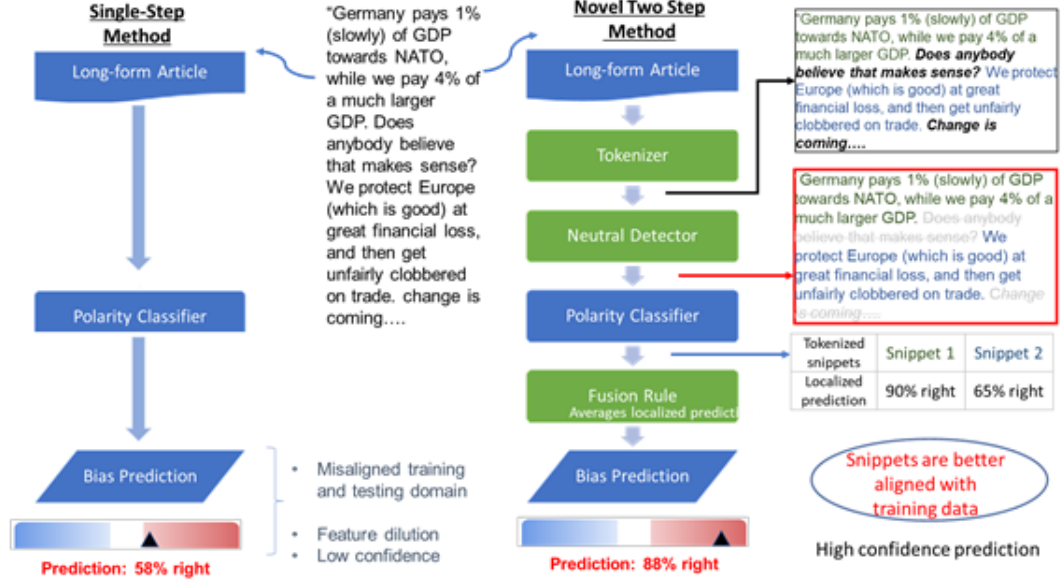 Single-Step
Method
Long-form Article
Polarity Classifier
Bias Prediction
Prediction: 58% right
"Germany pays 1%
(slowly) of GDP
towards NATO,
while we pay 4% of
a much larger
GDP. Does
anybody believe
that makes sense?
We protect Europe
(which is good) at
great financial loss,
and then get
unfairly clobbered
on trade. change is
coming….
• Misaligned training
and testing domain
• Feature dilution
• Low confidence
Novel Two Step
Method
Long-form Article
Tokenizer
Neutral Detector
Polarity Classifier
Fusion Rule
Averages localized predicti
Bias Prediction
Prediction: 88% right
"Germany pays 1% (slowly) of GDP
towards NATO, while we pay 4% of a
much larger GDP. Does anybody
believe that makes sense? We protect
Europe (which is good) at great
financial loss, and then get unfairly
clobbered on trade. Change is
coming….
Germany pays 1% (slowly) of GDP
towards NATO, while we pay 4% of a
much larger GDP. Does anybody
believe that makes sense? We
protect Europe (which is good) at
great financial loss, and then get
unfairly clobbered on trade. Change
is coming….
Tokenized
snippets
Snippet 1
Snippet 2
Localized
prediction
90% right
65% right
Snippets are better
aligned with
training data
High confidence prediction